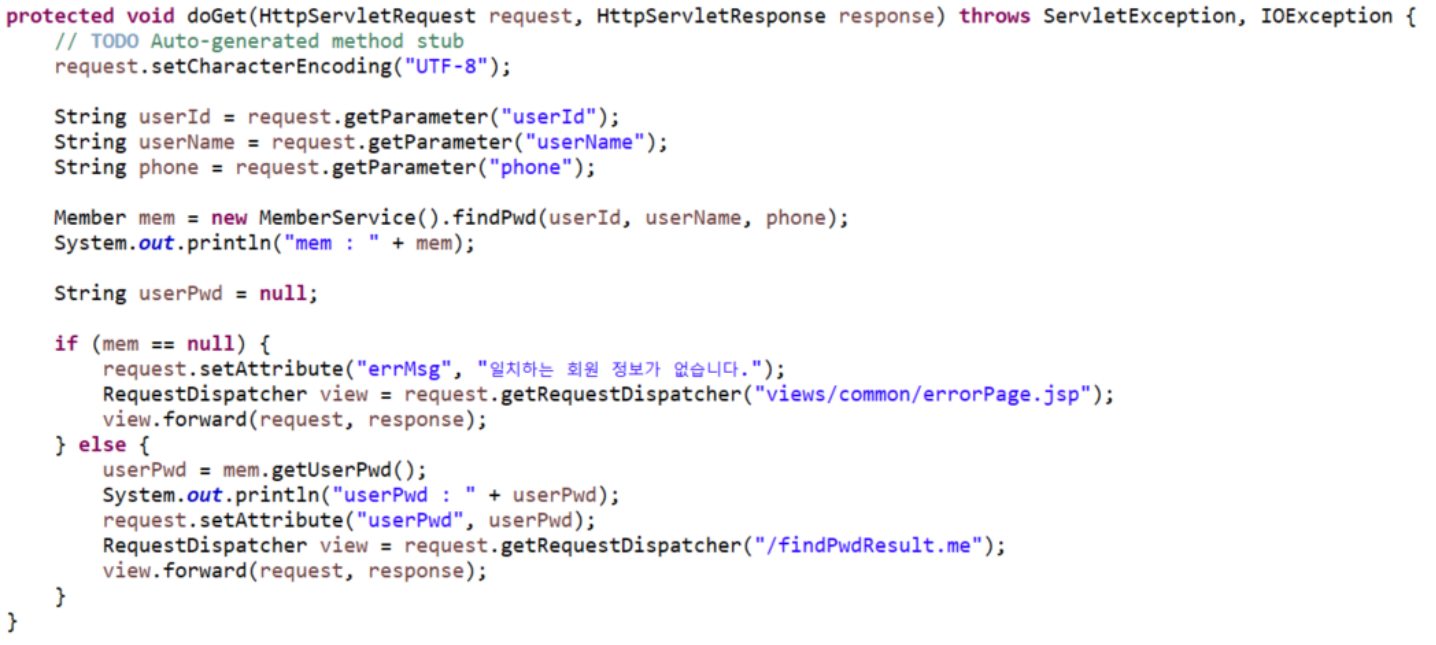 protected void doGet(HttpServletRequest request, HttpServletResponse response) throws ServletException, IOException {
    // TODO Auto-generated method stub
    request.setCharacterEncoding("UTF-8");

    String userId = request.getParameter("userId");
    String userName = request.getParameter("userName");
    String phone = request.getParameter("phone");

    Member mem = new MemberService().findPwd(userId, userName, phone);
    System.out.println("mem : " + mem);

    String userPwd = null;

    if (mem == null) {
        request.setAttribute("errMsg", "일치하는 회원 정보가 없습니다.");
        RequestDispatcher view = request.getRequestDispatcher("views/common/errorPage.jsp");
        view.forward(request, response);
    } else {
        userPwd = mem.getUserPwd();
        System.out.println("userPwd : " + userPwd);
        request.setAttribute("userPwd", userPwd);
        RequestDispatcher view = request.getRequestDispatcher("/findPwdResult.me");
        view.forward(request, response);
    }
}